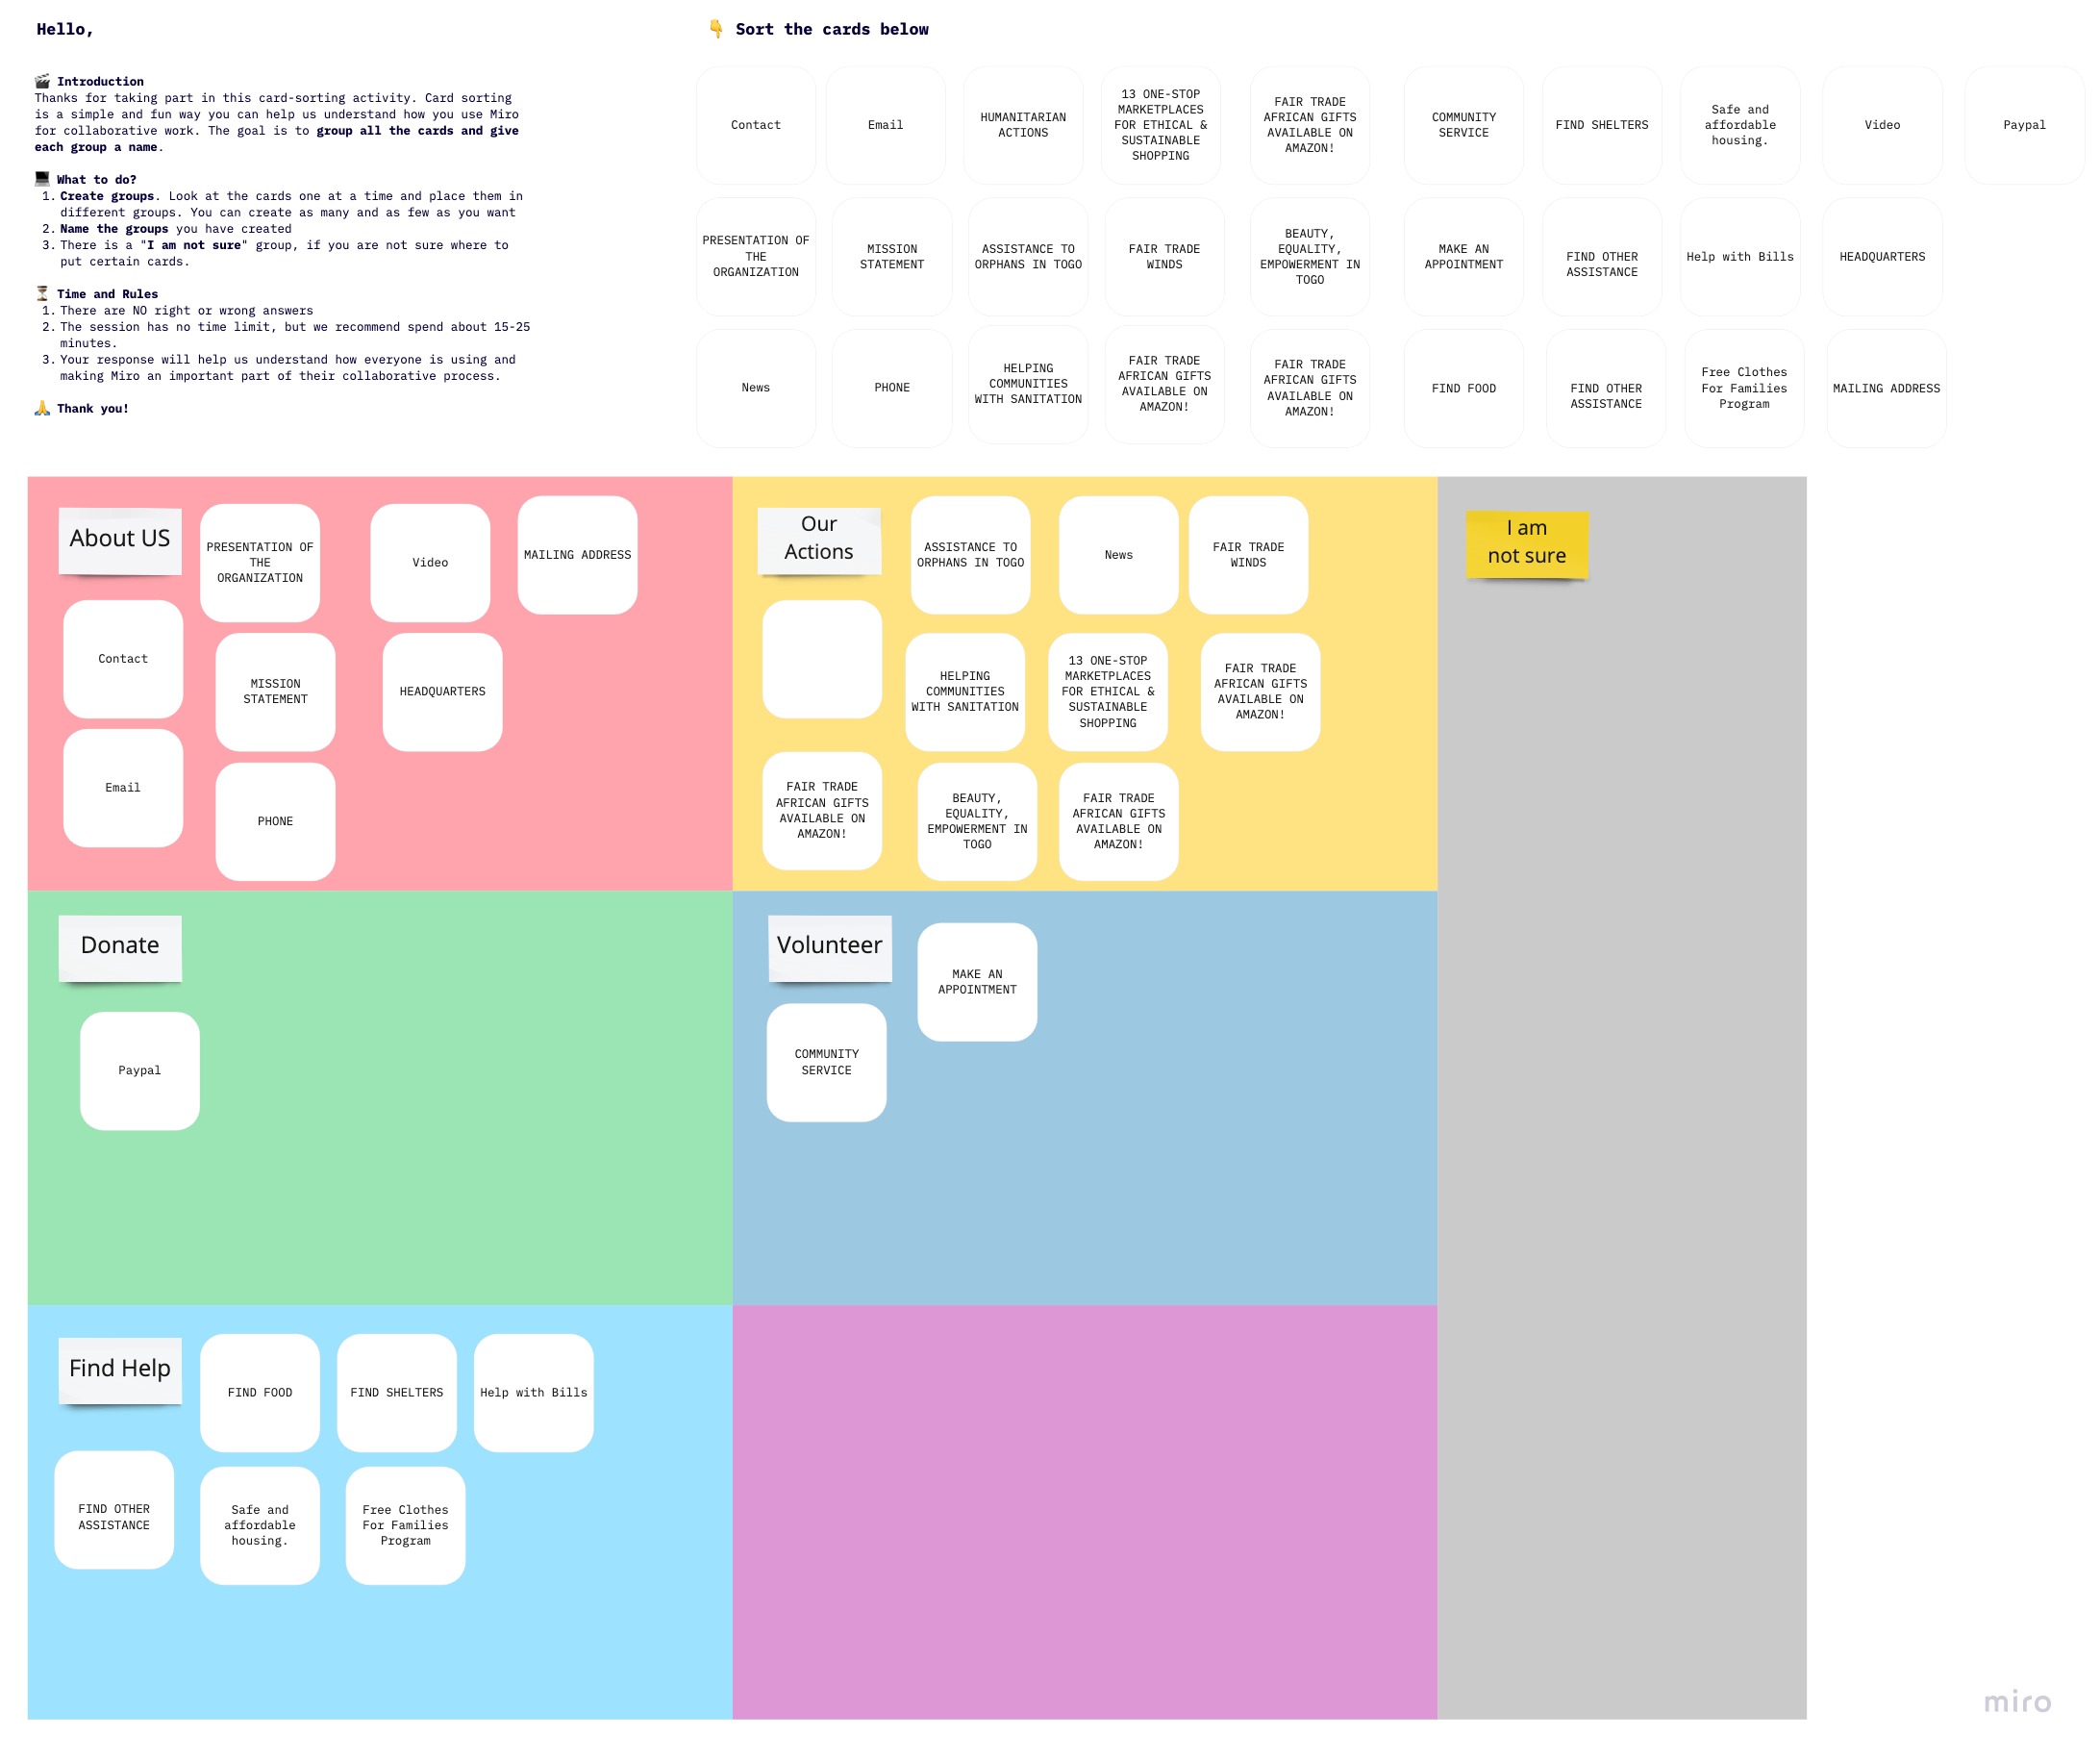 Hello,
🎬 Introduction
Thanks for taking part in this card-sorting activity. Card sorting
is a simple and fun way you can help us understand how you use Miro
for collaborative work. The goal is to group all the cards and give
each group a name.
💻 What to do?
1. Create groups. Look at the cards one at a time and place them in
different groups. You can create as many and as few as you want
2. Name the groups you have created
3. There is a "I am not sure" group, if you are not sure where to
put certain cards.
⏳ Time and Rules
1. There are NO right or wrong answers
2. The session has no time limit, but we recommend spend about 15-25
minutes.
3. Your response will help us understand how everyone is using and
making Miro an important part of their collaborative process.
🙏 Thank you!
👇 Sort the cards below
Contact
Email
HUMANITARIAN
ACTIONS
13 ONE-STOP
MARKETPLACES
FOR ETHICAL &
SUSTAINABLE
SHOPPING
FAIR TRADE
AFRICAN GIFTS
AVAILABLE ON
AMAZON!
COMMUNITY
SERVICE
FIND SHELTERS
Safe and
affordable
housing.
Video
Paypal
PRESENTATION OF
THE
ORGANIZATION
MISSION
STATEMENT
ASSISTANCE TO
ORPHANS IN TOGO
FAIR TRADE
WINDS
BEAUTY,
EQUALITY,
EMPOWERMENT IN
TOGO
MAKE AN
APPOINTMENT
FIND OTHER
ASSISTANCE
Help with Bills
HEADQUARTERS
News
PHONE
HELPING
COMMUNITIES
WITH SANITATION
FAIR TRADE
AFRICAN GIFTS
AVAILABLE ON
AMAZON!
FAIR TRADE
AFRICAN GIFTS
AVAILABLE ON
AMAZON!
FIND FOOD
FIND OTHER
ASSISTANCE
Free Clothes
For Families
Program
MAILING ADDRESS
About US
PRESENTATION OF
THE
ORGANIZATION
Video
MAILING ADDRESS
Contact
MISSION
STATEMENT
HEADQUARTERS
Email
PHONE
Our
Actions
ASSISTANCE TO
ORPHANS IN TOGO
News
FAIR TRADE
WINDS
HELPING
COMMUNITIES
WITH SANITATION
13 ONE-STOP
MARKETPLACES
FOR ETHICAL &
SUSTAINABLE
SHOPPING
FAIR TRADE
AFRICAN GIFTS
AVAILABLE ON
AMAZON!
FAIR TRADE
AFRICAN GIFTS
AVAILABLE ON
AMAZON!
BEAUTY,
EQUALITY,
EMPOWERMENT IN
TOGO
FAIR TRADE
AFRICAN GIFTS
AVAILABLE ON
AMAZON!
I am
not sure
Donate
Paypal
Volunteer
MAKE AN
APPOINTMENT
COMMUNITY
SERVICE
Find Help
FIND FOOD
FIND SHELTERS
Help with Bills
FIND OTHER
ASSISTANCE
Safe and
affordable
housing.
Free Clothes
For Families
Program
miro